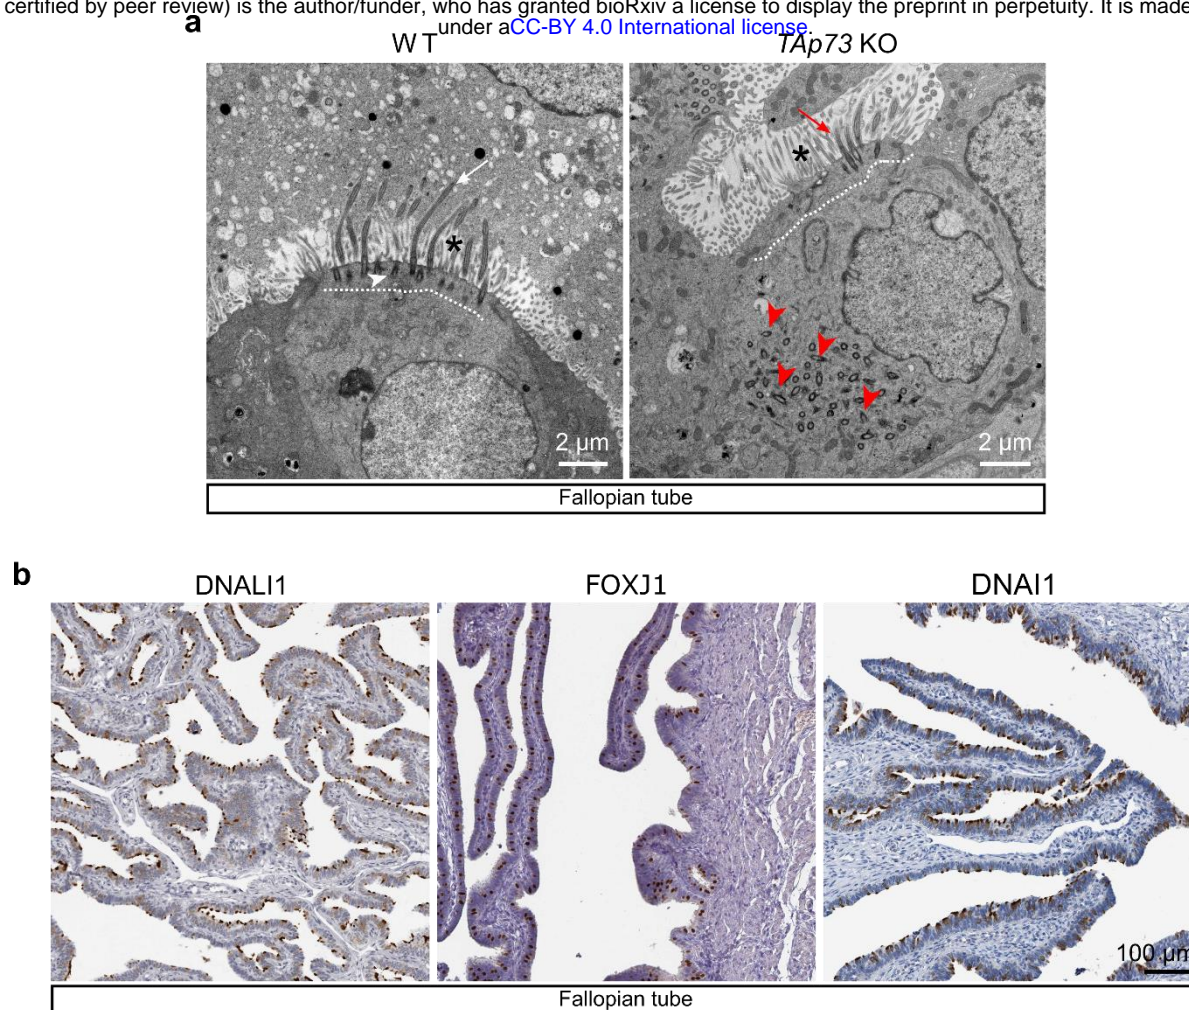 certified by peer review) is the author/funder, who has granted bioRxiv a license to display the preprint in perpetuity. It is made
under aCC-BY 4.0 International license.
a
WT
TAp73 KO
*
*
2 µm
2 µm
Fallopian tube
b
DNALI1
FOXJ1
DNAI1
100 µm
Fallopian tube